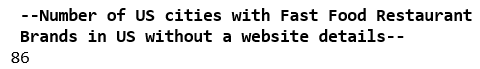 --Number of US cities with Fast Food Restaurant
Brands in US without a website details--
86